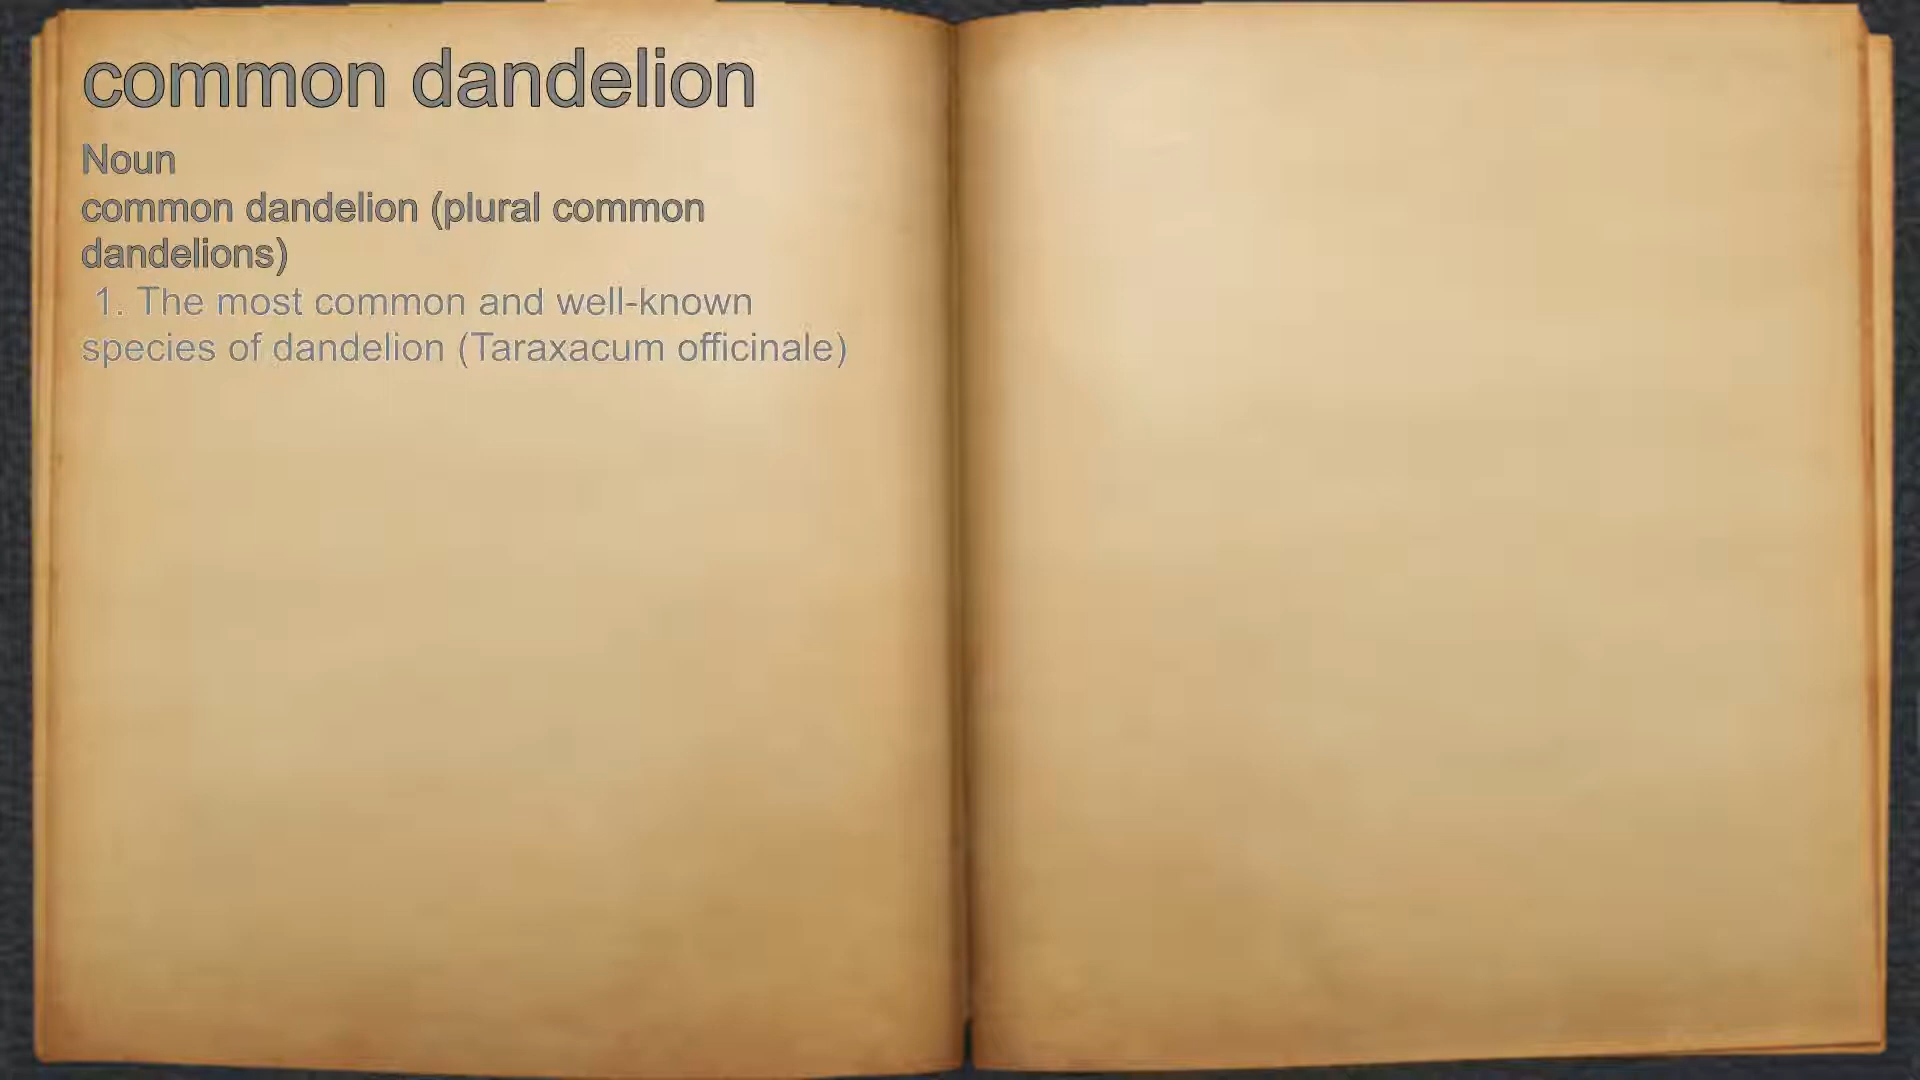 common dandelion
Noun
common dandelion (plural common
dandelions)
1. The most common and well-known
species of dandelion (Taraxacum officinale)